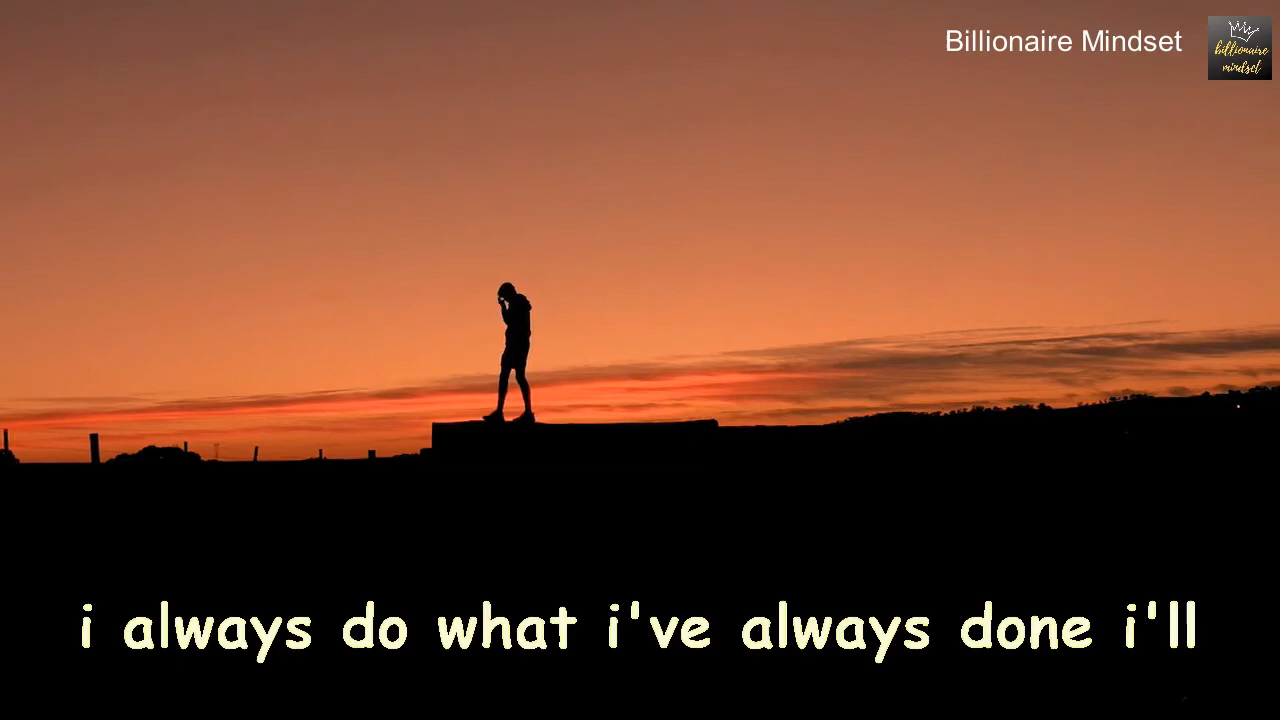 Billionaire Mindset
billionaire
mindset
i always do what i've always done i'll